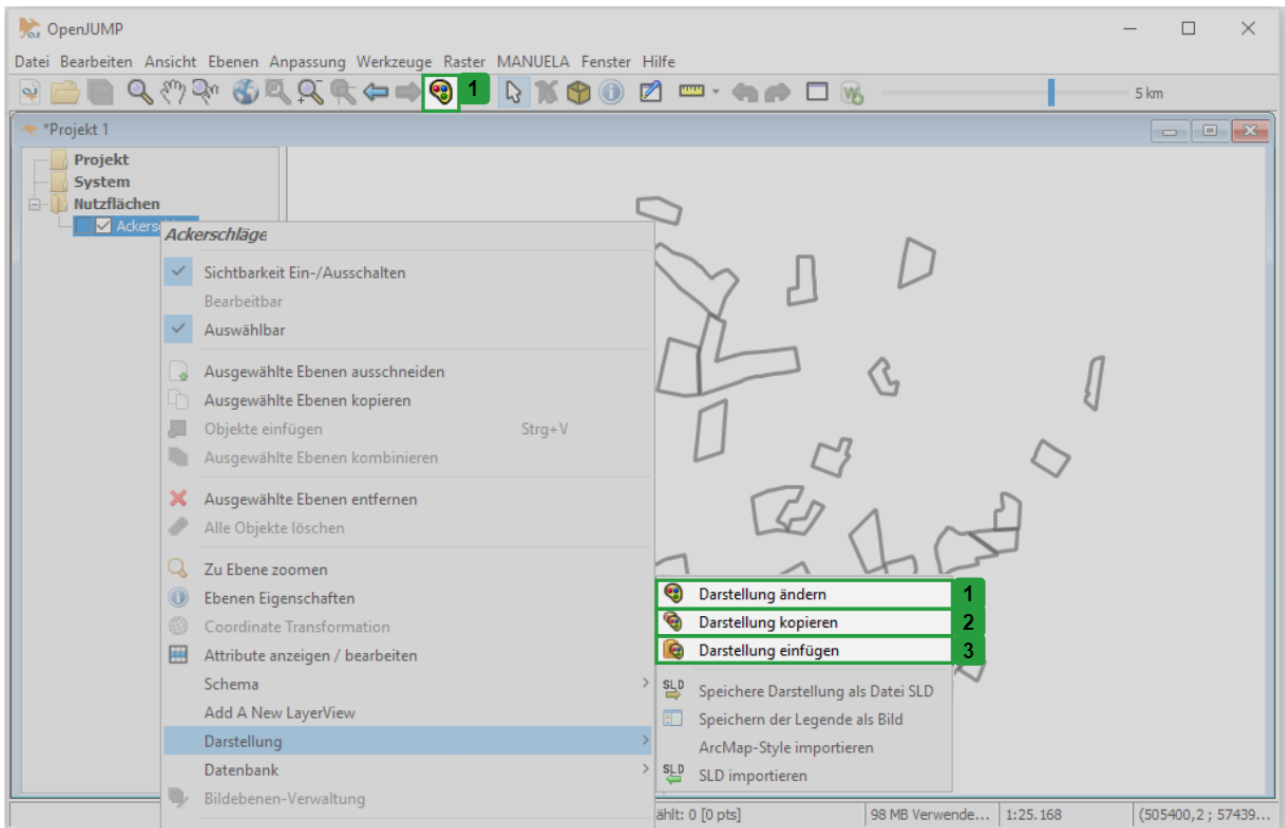 OpenJUMP
Datei Bearbeiten Ansicht Ebenen Anpassung Werkzeuge Raster MANUELA Fenster Hilfe
1
5 km
*Projekt 1
Projekt
System
Nutzflächen
Ackers
Ackerschläge
Sichtbarkeit Ein-/Ausschalten
Bearbeitbar
Auswählbar
Ausgewählte Ebenen ausschneiden
Ausgewählte Ebenen kopieren
Objekte einfügen Strg+V
Ausgewählte Ebenen kombinieren
Ausgewählte Ebenen entfernen
Alle Objekte löschen
Zu Ebene zoomen
Ebenen Eigenschaften
Coordinate Transformation
Attribute anzeigen / bearbeiten
Schema
Add A New LayerView
Darstellung
Datenbank
Bildebenen-Verwaltung
Darstellung ändern 1
Darstellung kopieren 2
Darstellung einfügen 3
SLD Speichere Darstellung als Datei SLD
Speichern der Legende als Bild
ArcMap-Style importieren
SLD SLD importieren
ählt: 0 [0 pts] 98 MB Verwende... 1:25.168 (505400,2 ; 57439...